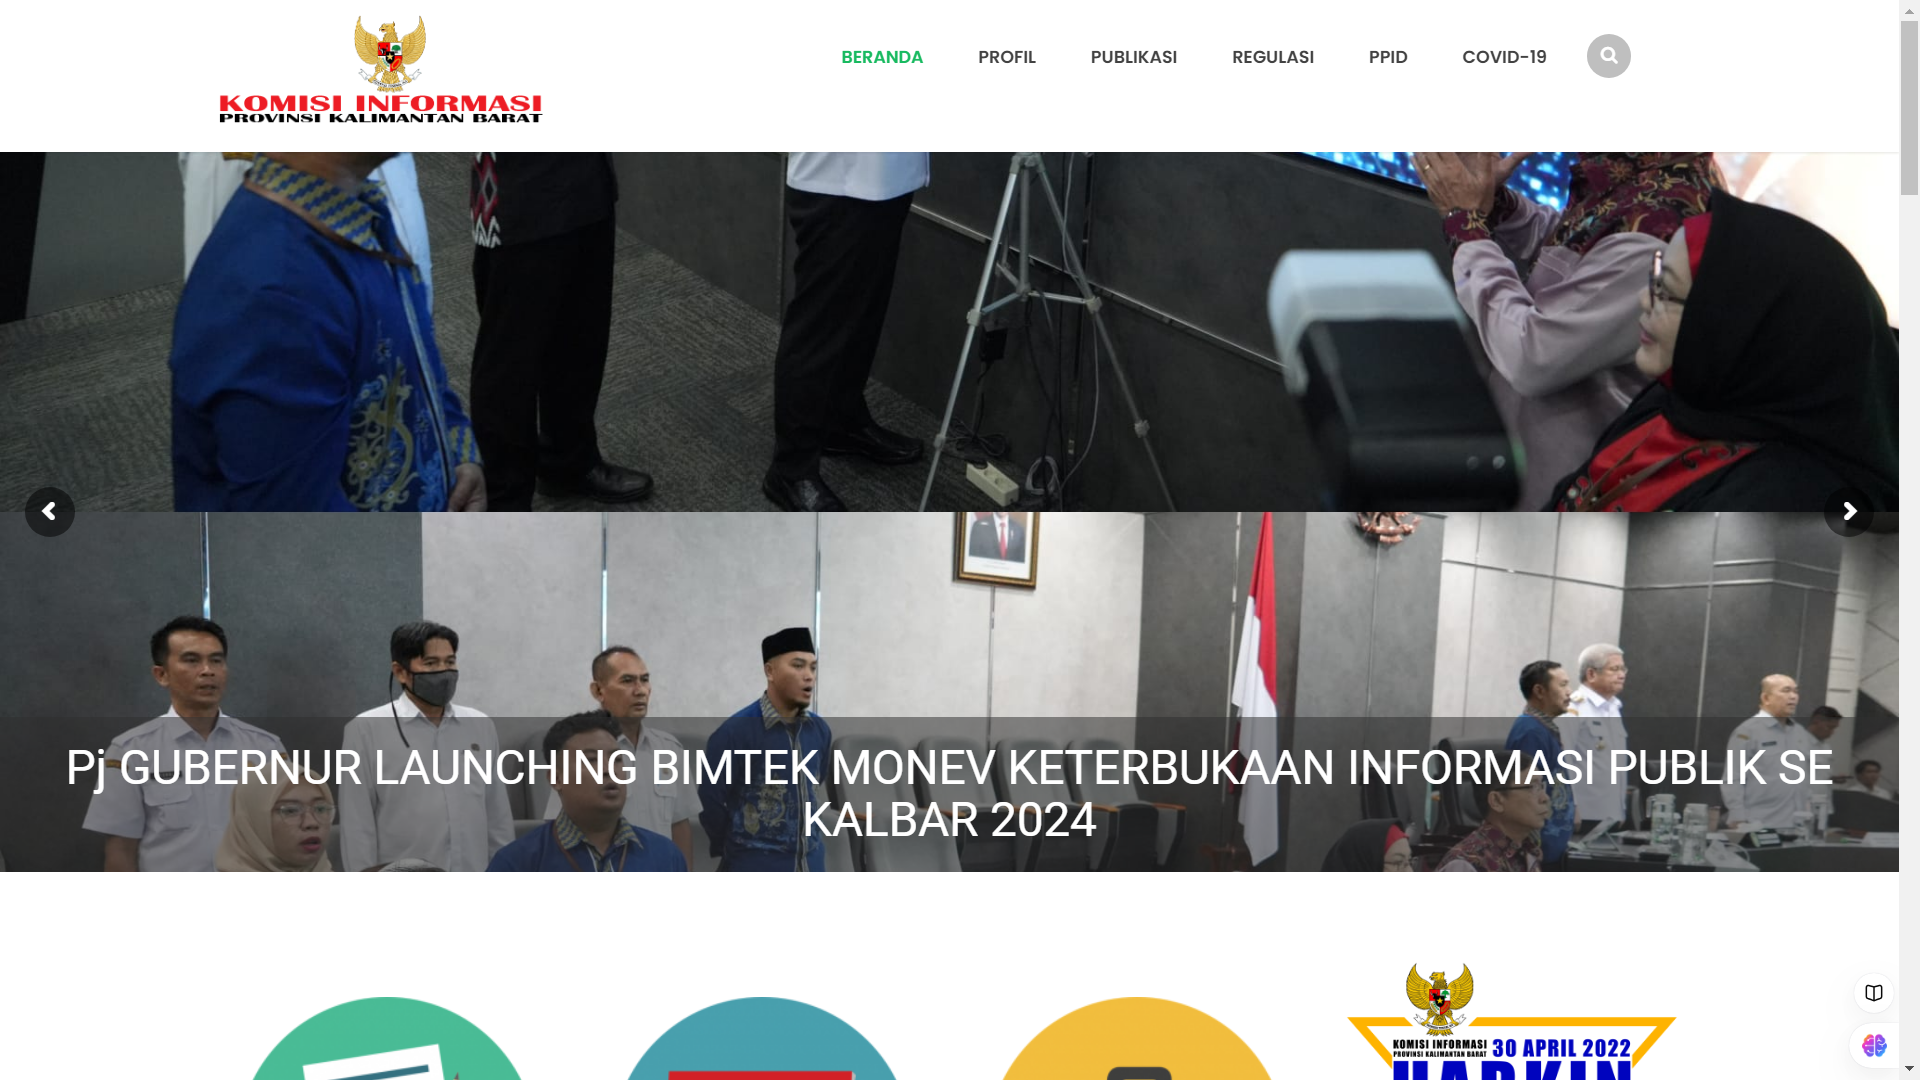 KOMISI INFORMASI
PROVINSI KALIMANTAN BARAT
BERANDA
PROFIL
PUBLIKASI
REGULASI
PPID
COVID-19
Pj GUBERNUR LAUNCHING BIMTEK MONEV KETERBUKAAN INFORMASI PUBLIK SE
KALBAR 2024
KOMISI INFORMASI
PROVINSI KALIMANTAN BARAT
30 APRIL 2022
HARKIN